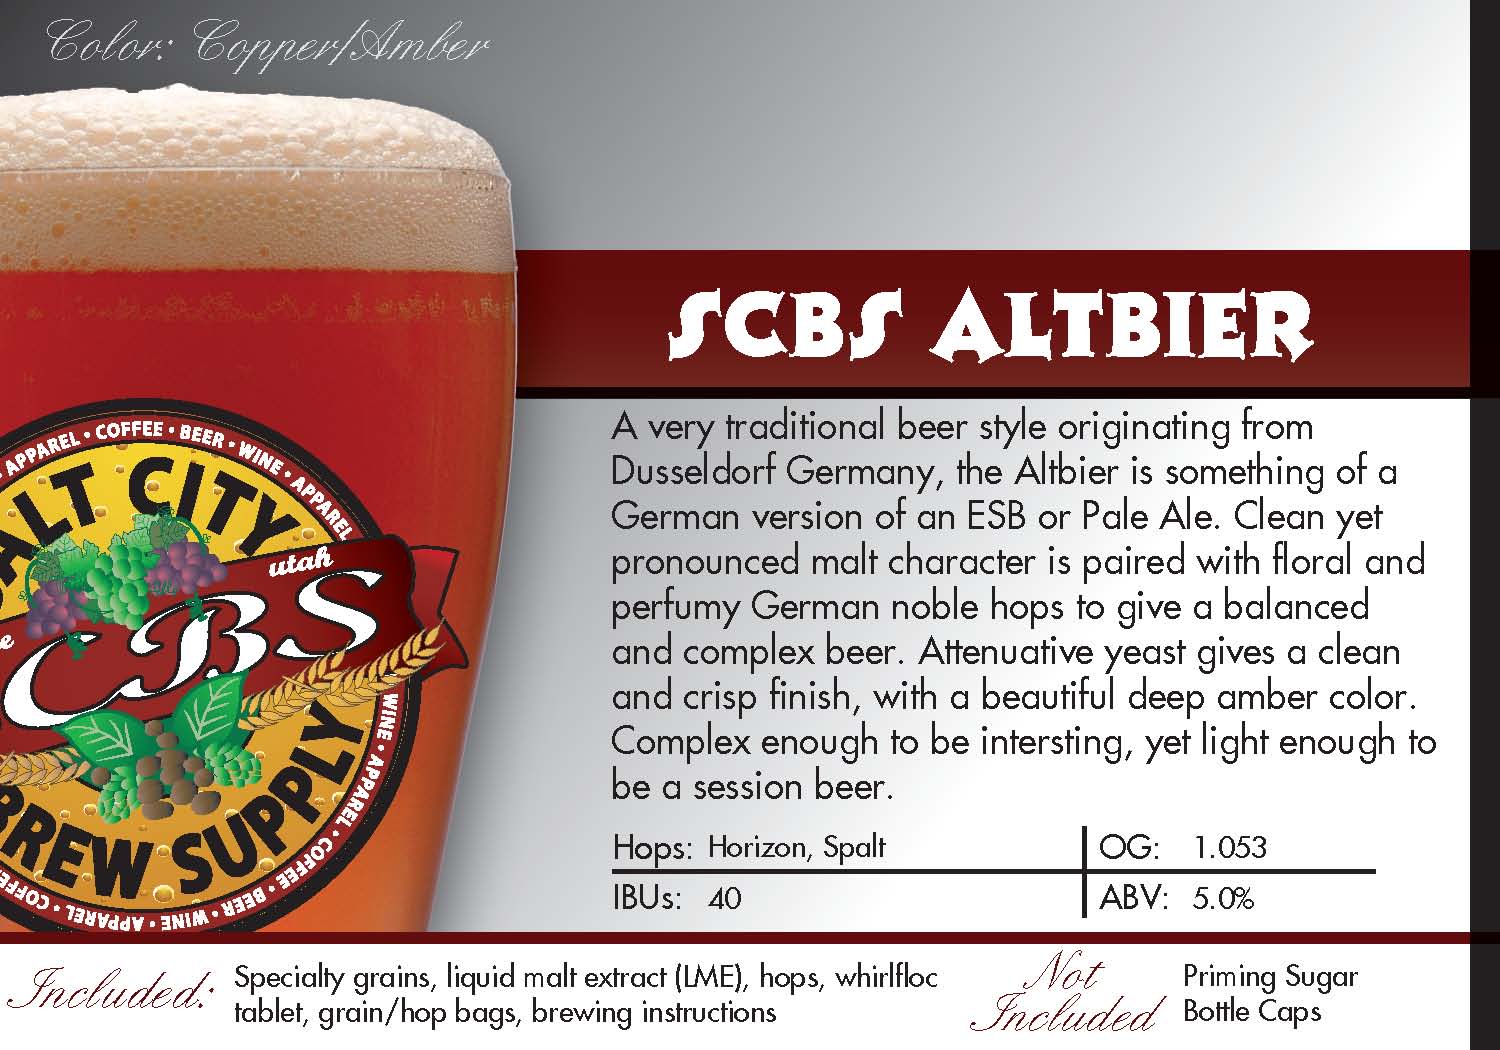 Color: Copper/Amber
SCBS ALTBIER
A very traditional beer style originating from
Dusseldorf Germany, the Altbier is something of a
German version of an ESB or Pale Ale. Clean yet
pronounced malt character is paired with floral and
perfumy German noble hops to give a balanced
and complex beer. Attenuative yeast gives a clean
and crisp finish, with a beautiful deep amber color.
Complex enough to be intersting, yet light enough to
be a session beer.
Hops: Horizon, Spalt
OG: 1.053
IBUs: 40
ABV: 5.0%
APPAREL • COFFEE • BEER • WINE • APPAREL
ALT CITY
utah
CBS
BREW SUPPLY
WINE • APPAREL • COFFEE • BEER • WINE • APPAREL • COFFE
Included: Specialty grains, liquid malt extract (LME), hops, whirlfloc
tablet, grain/hop bags, brewing instructions
Not
Included
Priming Sugar
Bottle Caps